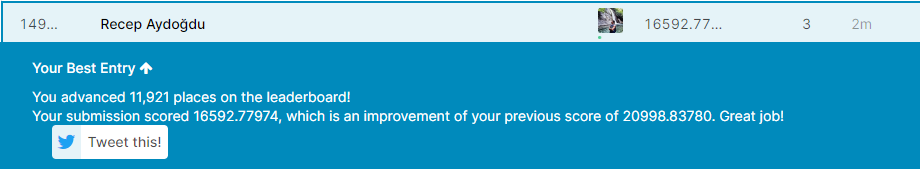 149... Recep Aydoğdu 16592.77... 3 2m
Your Best Entry ↑
You advanced 11,921 places on the leaderboard!
Your submission scored 16592.77974, which is an improvement of your previous score of 20998.83780. Great job!
Tweet this!